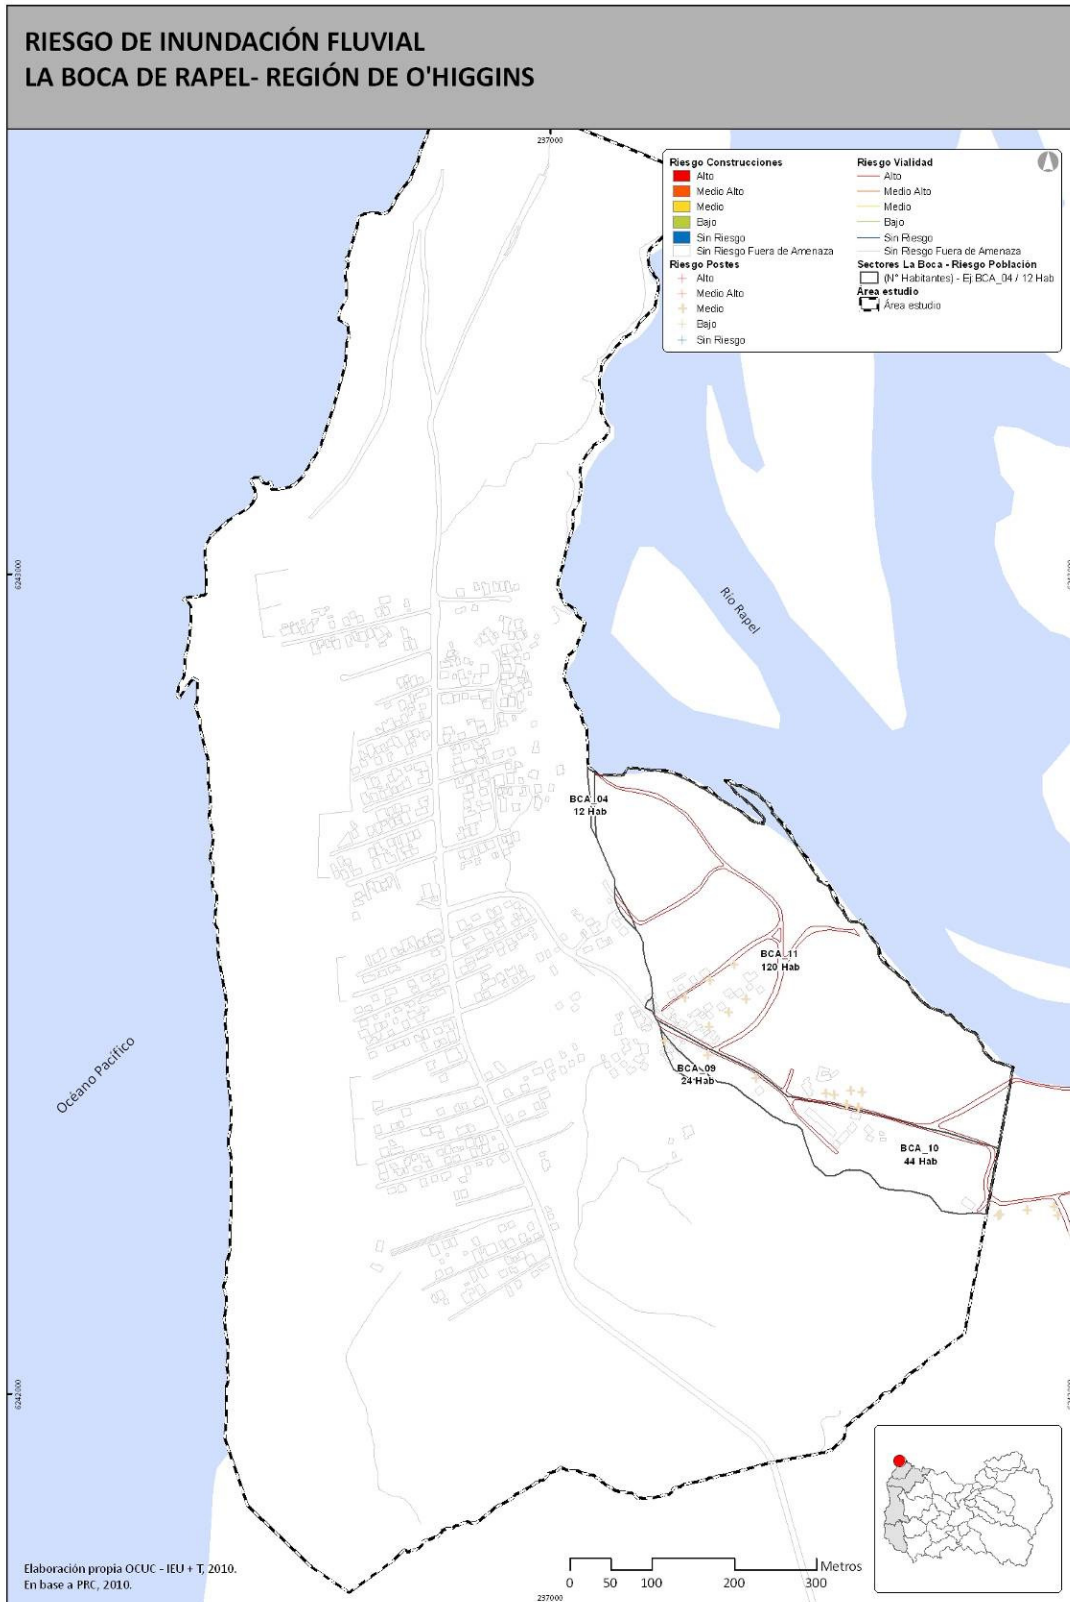 RIESGO DE INUNDACIÓN FLUVIAL
LA BOCA DE RAPEL- REGIÓN DE O'HIGGINS
237000
Riesgo Construcciones
Alto
Medio Alto
Medio
Bajo
Sin Riesgo
Sin Riesgo Fuera de Amenaza
Riesgo Postes
Alto
Medio Alto
Medio
Bajo
Sin Riesgo
Riesgo Vialidad
Alto
Medio Alto
Medio
Bajo
Sin Riesgo
Sin Riesgo Fuera de Amenaza
Sectores La Boca - Riesgo Población
(N° Habitantes) - Ej:BCA_04 / 12 Hab
Área estudio
Área estudio
6243000
Río Rapel
BCA_04
12 Hab
BCA_11
120 Hab
Océano Pacífico
BCA_09
24 Hab
BCA_10
44 Hab
6242000
Elaboración propia OCUC - IEU + T, 2010.
En base a PRC, 2010.
0 50 100 200 300 Metros
237000